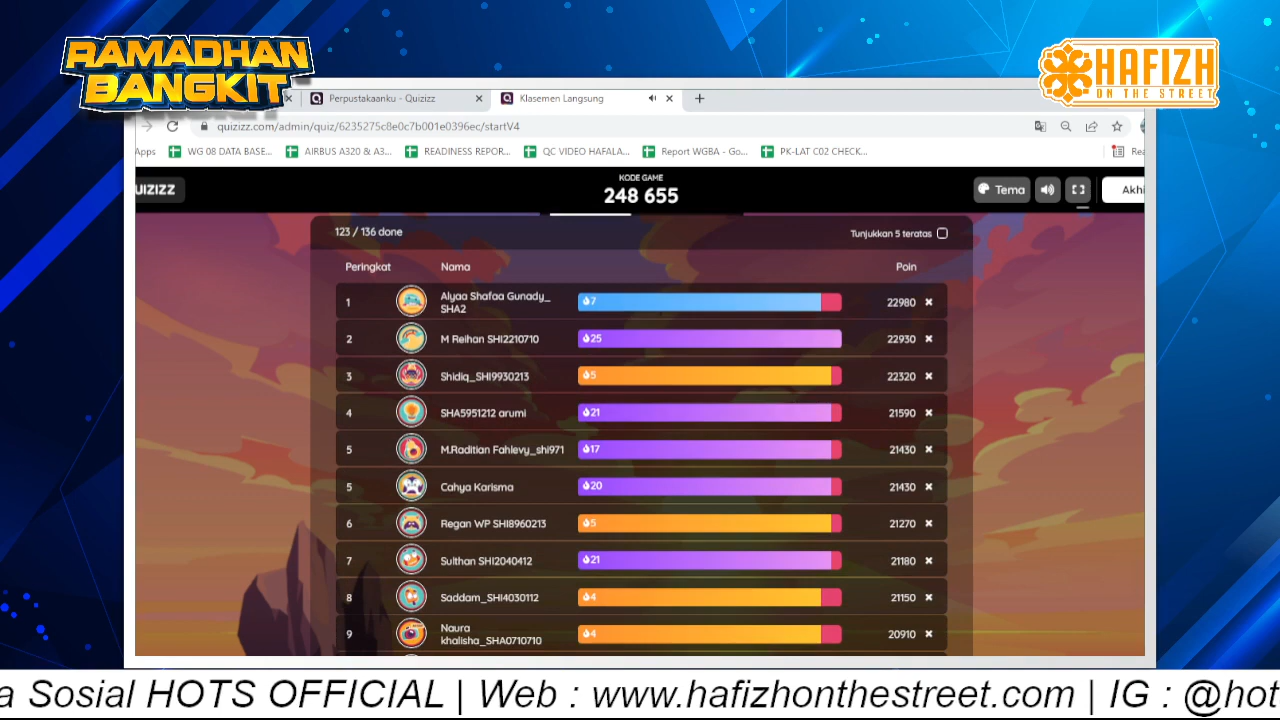 RAMADHAN
BANGKIT
HAFIZH
ON THE STREET
Perpustakaanku - Quizizz
Klasemen Langsung
quizizz.com/admin/quiz/6235275c8e0c7b001e0396ec/startV4
Apps WG 08 DATA BASE... AIRBUS A320 & A3... READINESS REPOR... QC VIDEO HAFALA... Report WGBA - Go... PK-LAT C02 CHECK... Rea
UIZIZZ
KODE GAME
248 655
Tema
Akhi
123 / 136 done
Tunjukkan 5 teratas
Peringkat Nama Poin
1 Alyaa Shafaa Gunady_
SHA2 7 22980
2 M Reihan SHI2210710 25 22930
3 Shidiq_SHI9930213 5 22320
4 SHA5951212 arumi 21 21590
5 M.Raditian Fahlevy_shi971 17 21430
5 Cahya Karisma 20 21430
6 Regan WP SHI8960213 5 21270
7 Sulthan SHI2040412 21 21180
8 Saddam_SHI4030112 4 21150
9 Naura
khalisha_SHA0710710 4 20910
a Sosial HOTS OFFICIAL | Web : www.hafizhonthestreet.com | IG : @hot